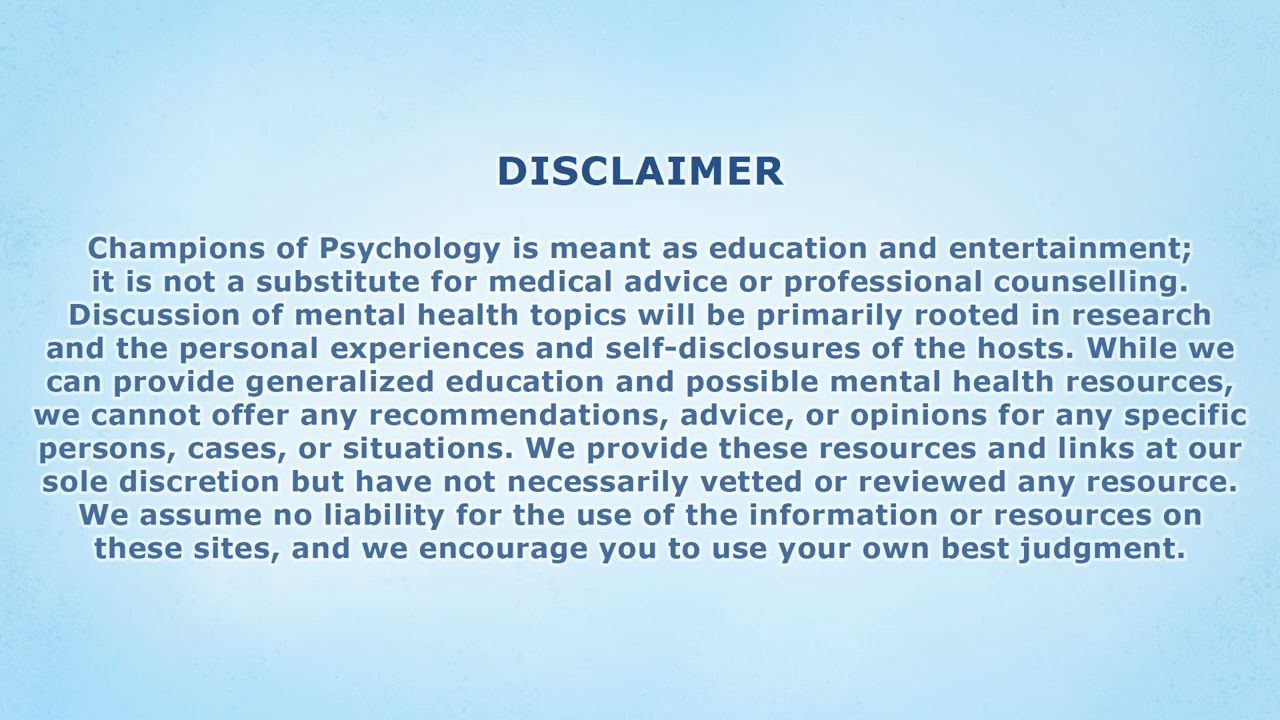 DISCLAIMER
Champions of Psychology is meant as education and entertainment;
it is not a substitute for medical advice or professional counselling.
Discussion of mental health topics will be primarily rooted in research
and the personal experiences and self-disclosures of the hosts. While we
can provide generalized education and possible mental health resources,
we cannot offer any recommendations, advice, or opinions for any specific
persons, cases, or situations. We provide these resources and links at our
sole discretion but have not necessarily vetted or reviewed any resource.
We assume no liability for the use of the information or resources on
these sites, and we encourage you to use your own best judgment.